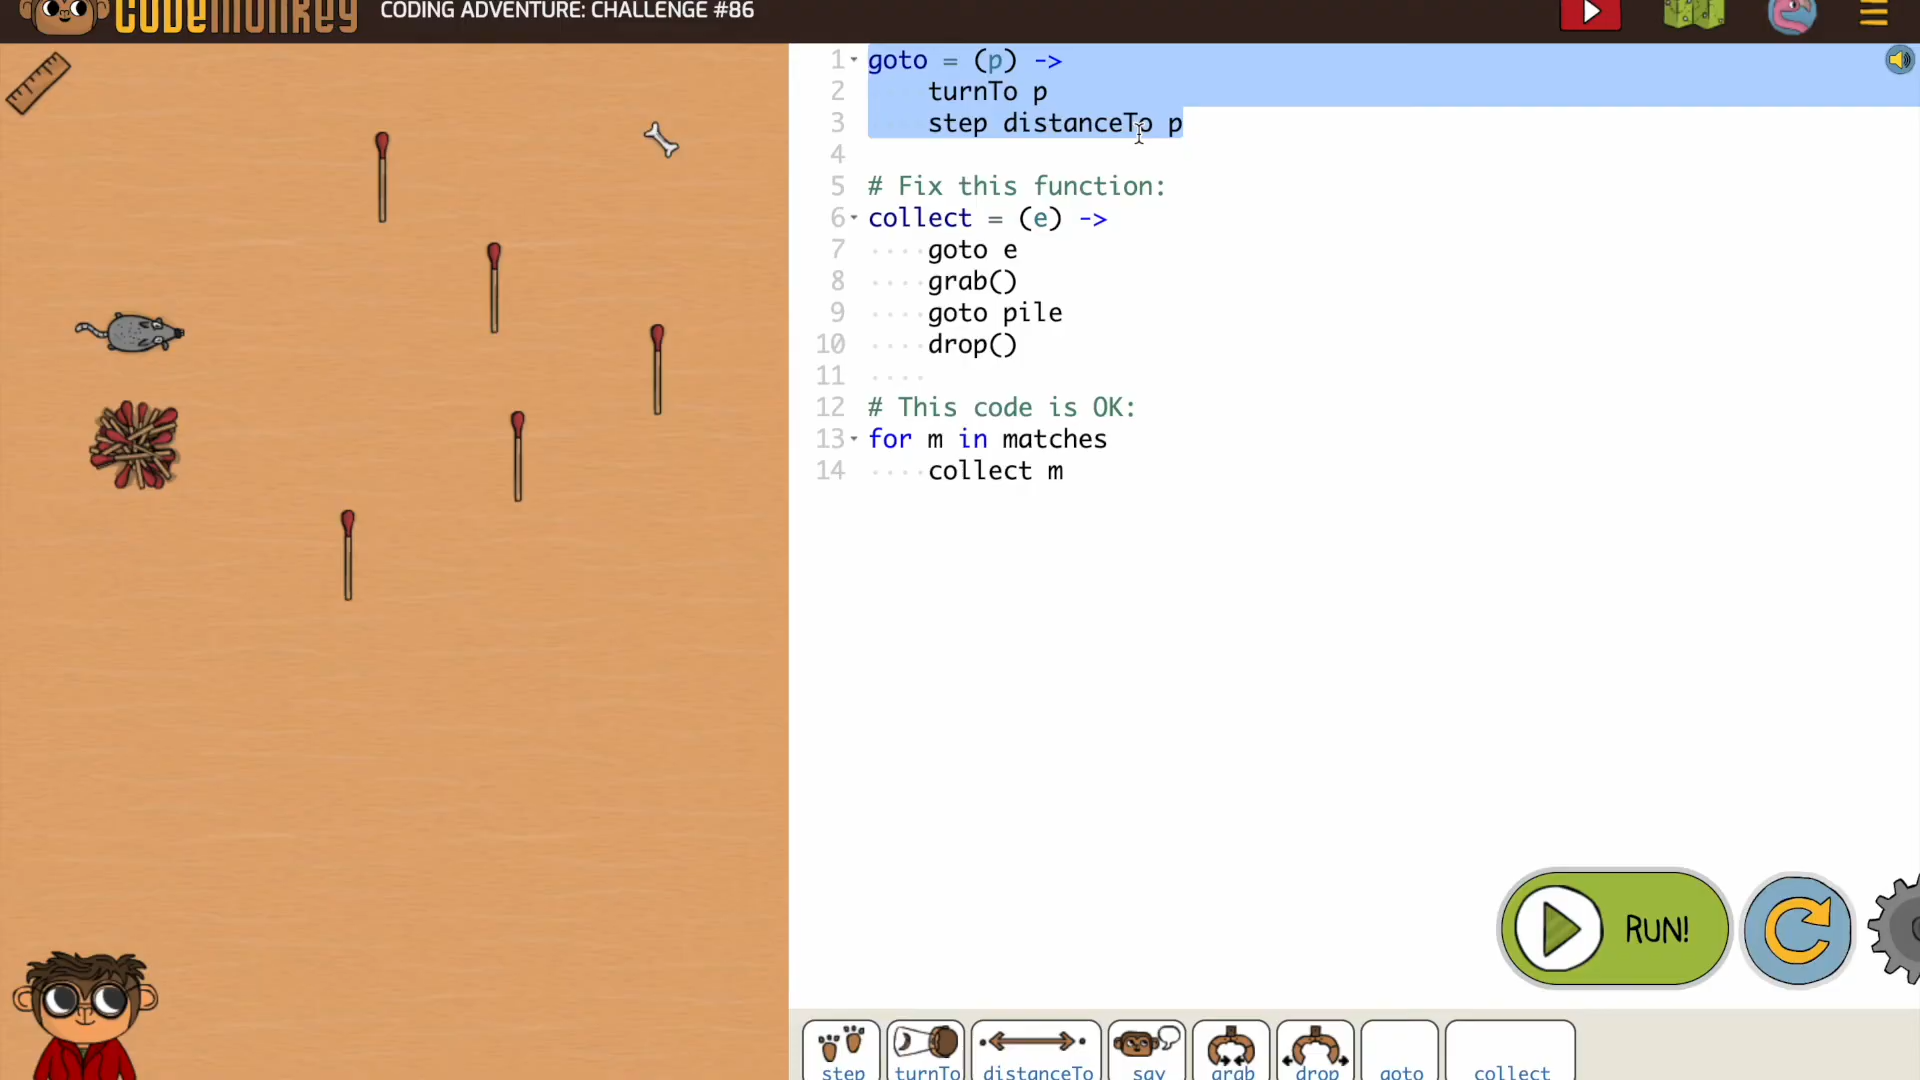 CODEMONKEY
CODING ADVENTURE: CHALLENGE #86
1 goto = (p) ->
2 turnTo p
3 step distanceTo p
4
5 # Fix this function:
6 collect = (e) ->
7 goto e
8 grab()
9 goto pile
10 drop()
11
12 # This code is OK:
13 for m in matches
14 collect m
RUN!
step turnTo distanceTo say grab drop goto collect